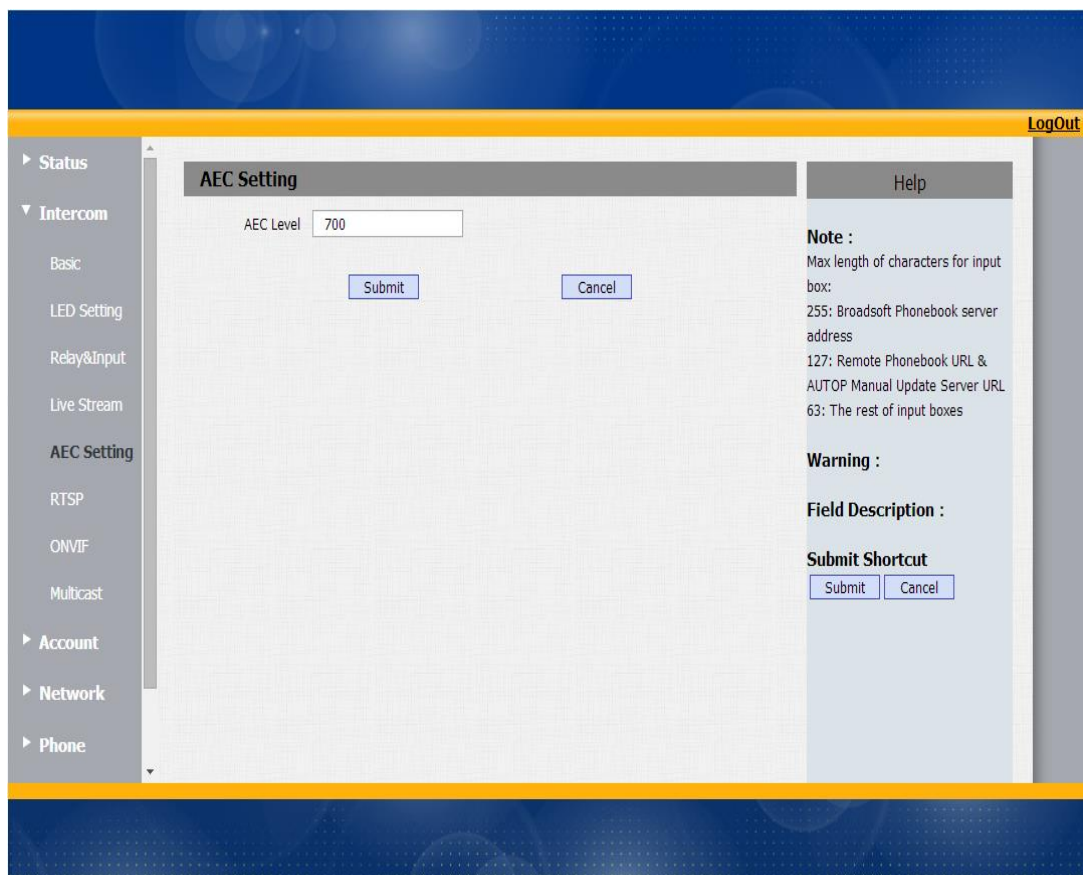 LogOut
Status
Intercom
Basic
LED Setting
Relay&Input
Live Stream
AEC Setting
RTSP
ONVIF
Multicast
Account
Network
Phone
AEC Setting
AEC Level 700
Submit Cancel
Help
Note :
Max length of characters for input
box:
255: Broadsoft Phonebook server
address
127: Remote Phonebook URL &
AUTOP Manual Update Server URL
63: The rest of input boxes
Warning :
Field Description :
Submit Shortcut
Submit Cancel